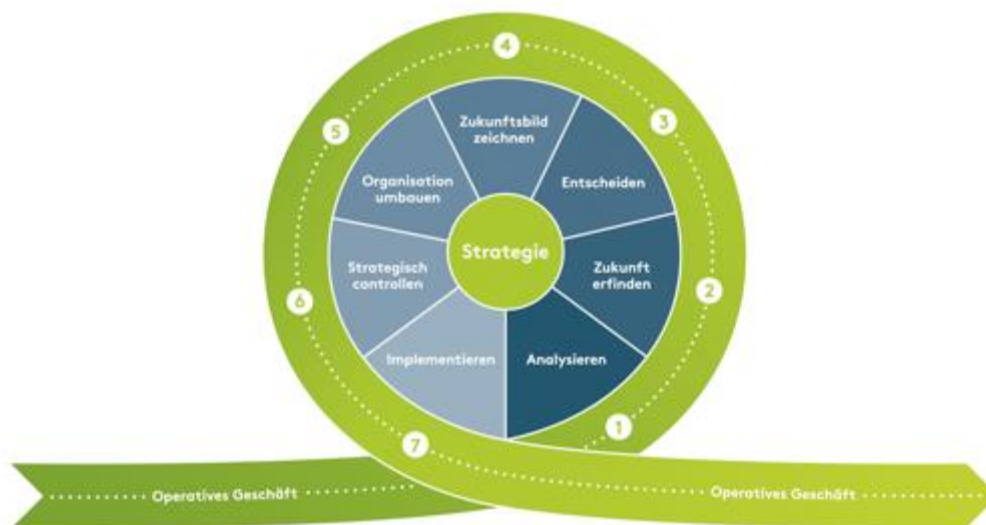 4
5
3
Zukunftsbild
zeichnen
Organisation
umbauen
Entscheiden
Strategie
Strategisch
controllen
Zukunft
erfinden
6
2
Implementieren
Analysieren
1
7
Operatives Geschäft
Operatives Geschäft